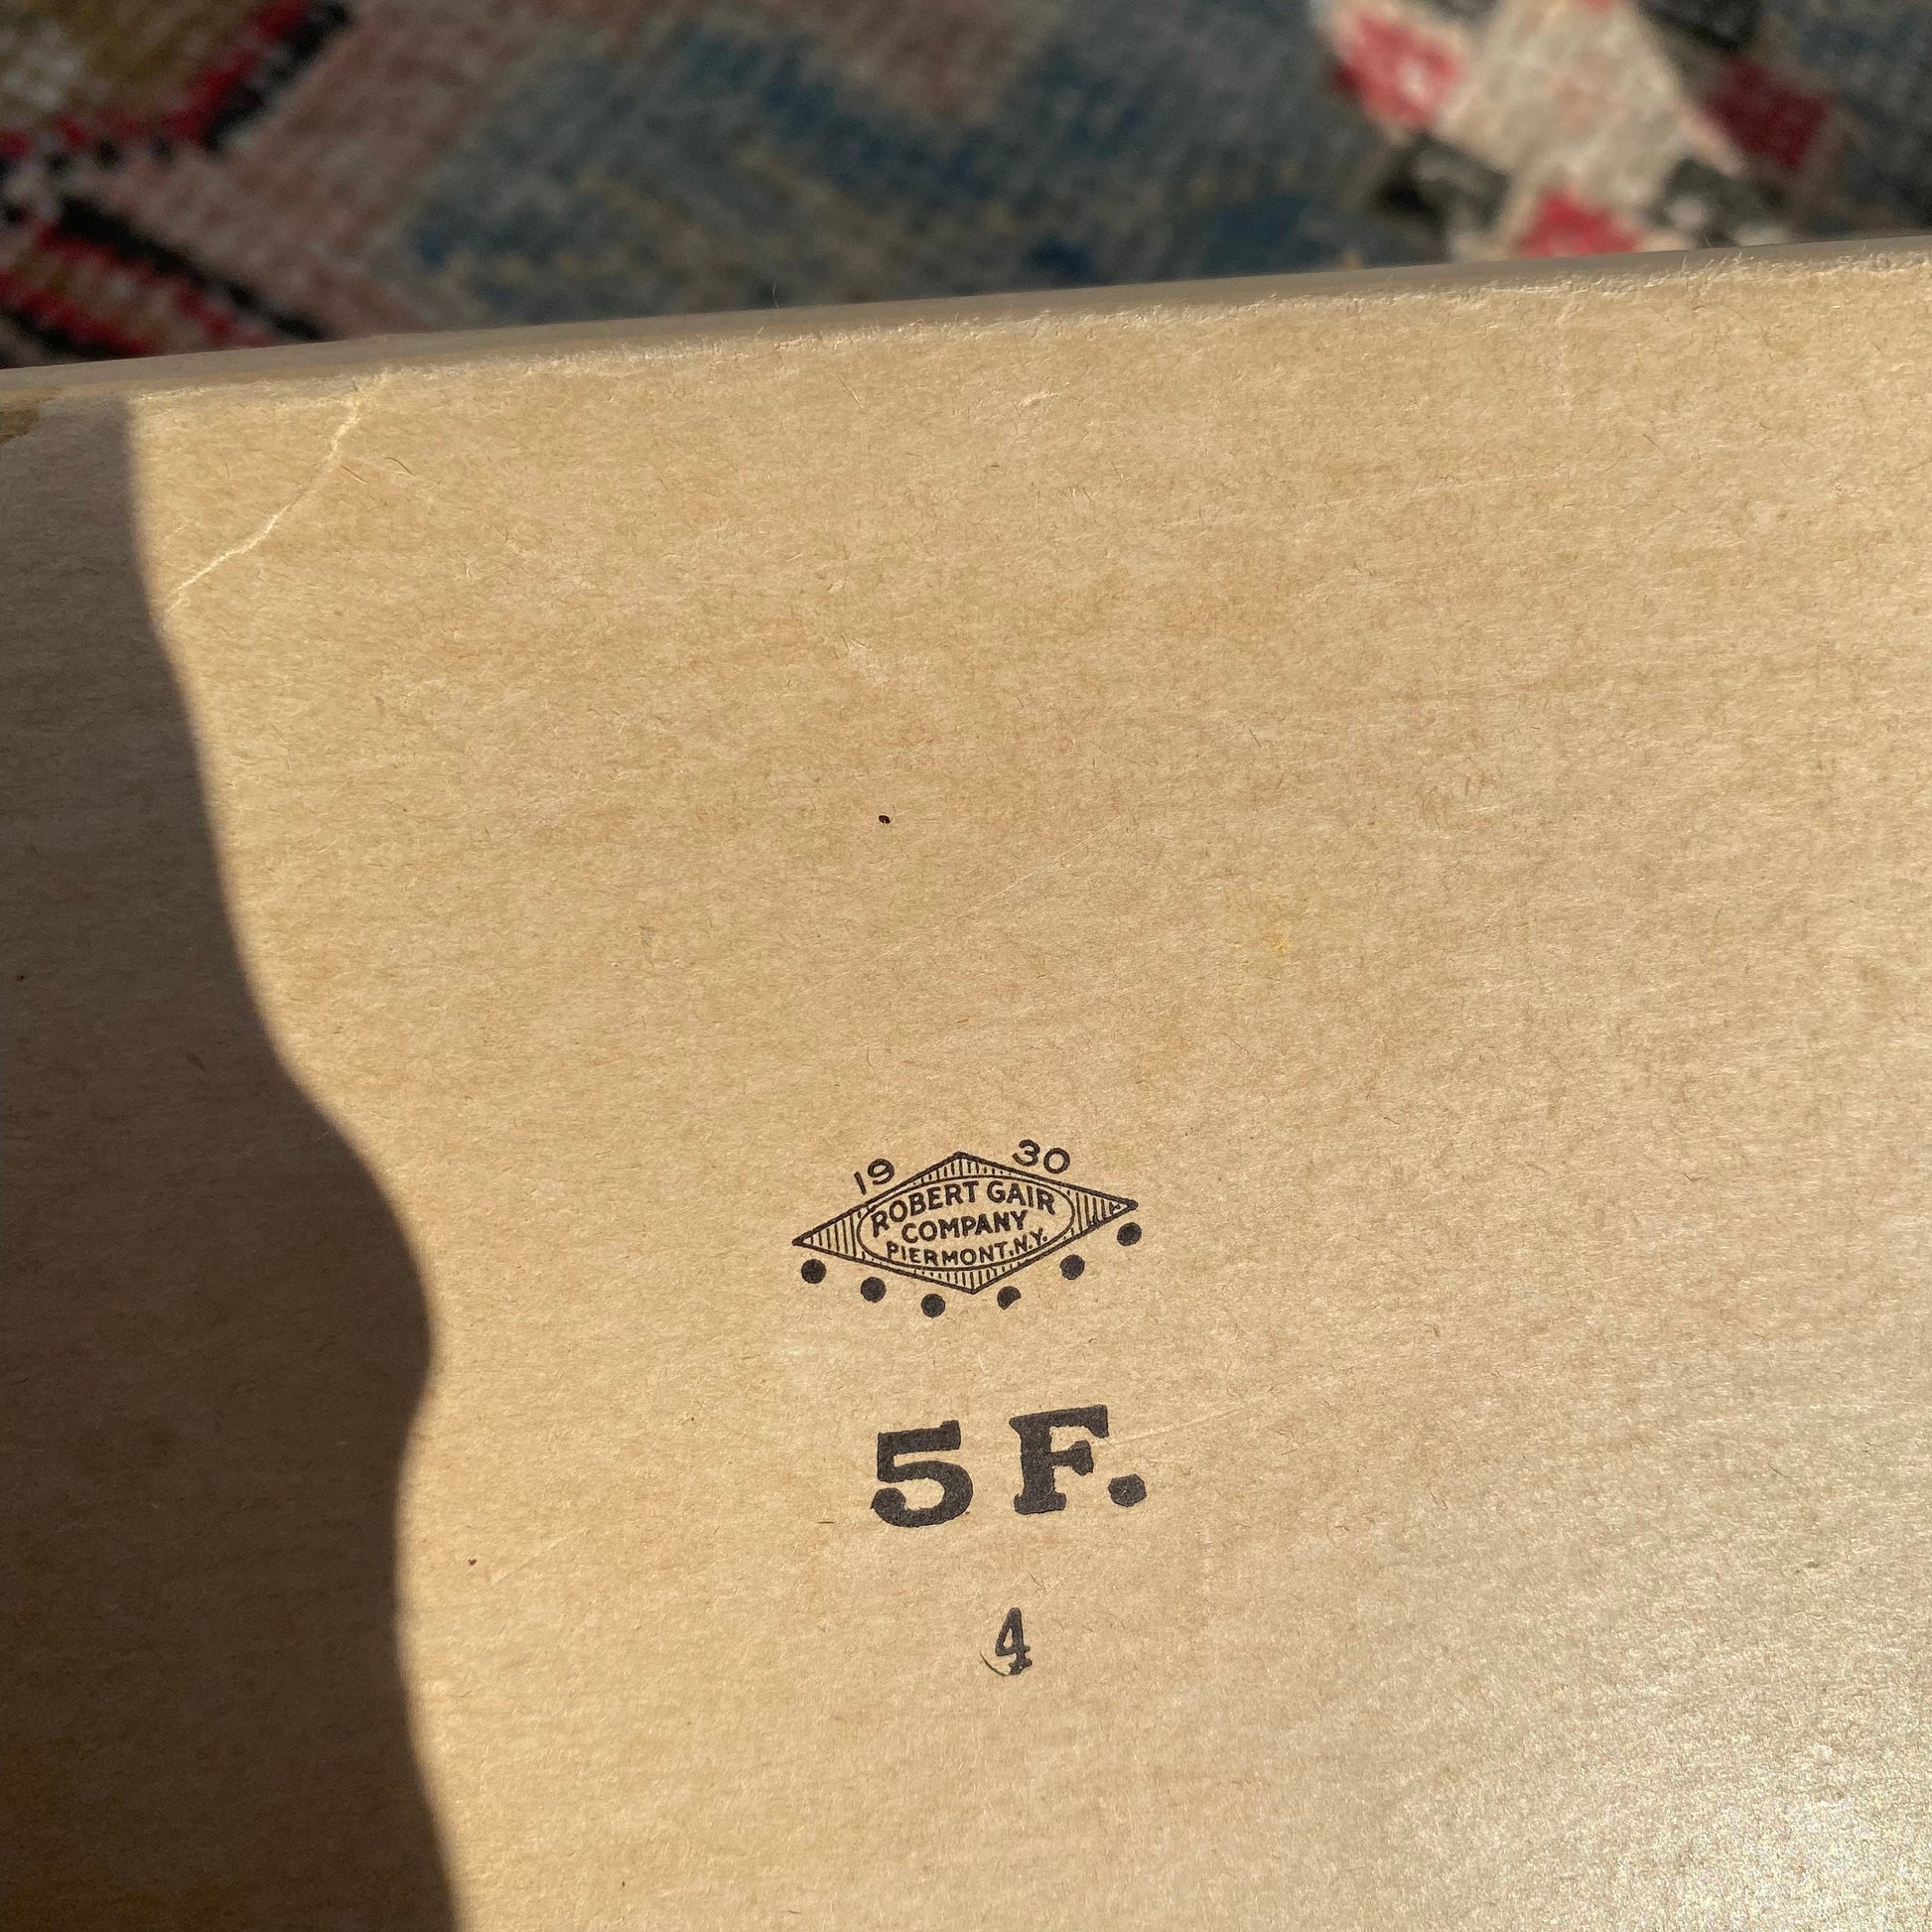 19 30
ROBERT GAIR
COMPANY
PIERMONT, N.Y.
5 F.
4